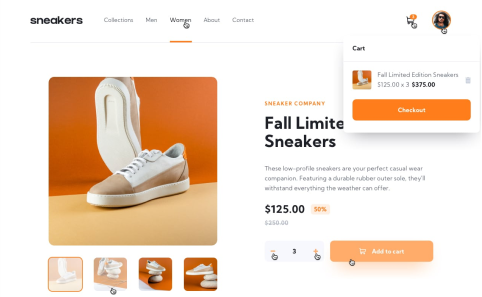 sneakers
Collections Men Women About Contact
Cart
Fall Limited Edition Sneakers
$125.00 x 3 $375.00
Checkout
SNEAKER COMPANY
Fall Limite
Sneakers
These low-profile sneakers are your perfect casual wear
companion. Featuring a durable rubber outer sole, they'll
withstand everything the weather can offer.
$125.00 50%
$250.00
3
Add to cart